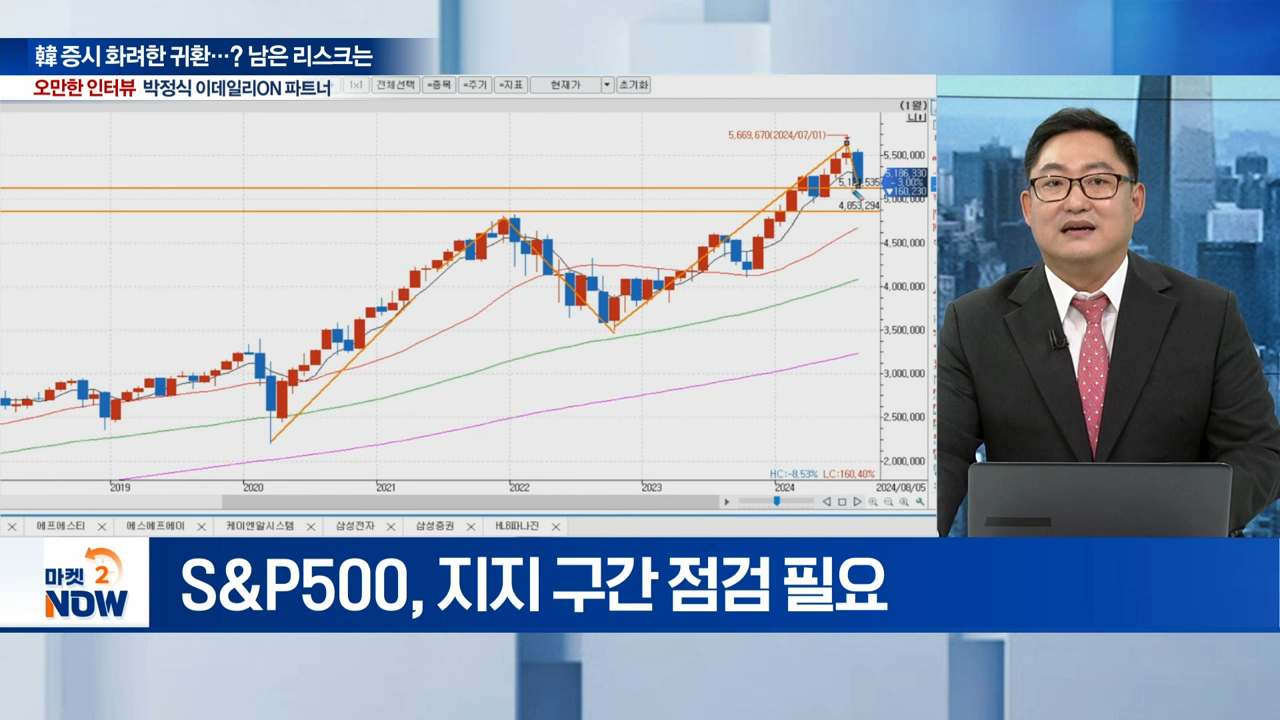 韓 증시 화려한 귀환…? 남은 리스크는
오만한 인터뷰 박정식 이데일리ON 파트너
1x1 전체선택 =종목 =주기 =지표 현재가 초기화
(1월)
5,669,670(2024/07/01)
5,500,000
5,186,330
- 3.00%
160,230
5,000,000
4,853,294
4,500,000
4,000,000
3,500,000
3,000,000
2,500,000
2,000,000
HC:-8.53% LC:160.40%
2019 2020 2021 2022 2023 2024 2024/08/05
에프에스티 에스에프에이 케이엔알시스템 삼성전자 삼성증권 HLB파나진
마켓 2
NOW
S&P500, 지지 구간 점검 필요